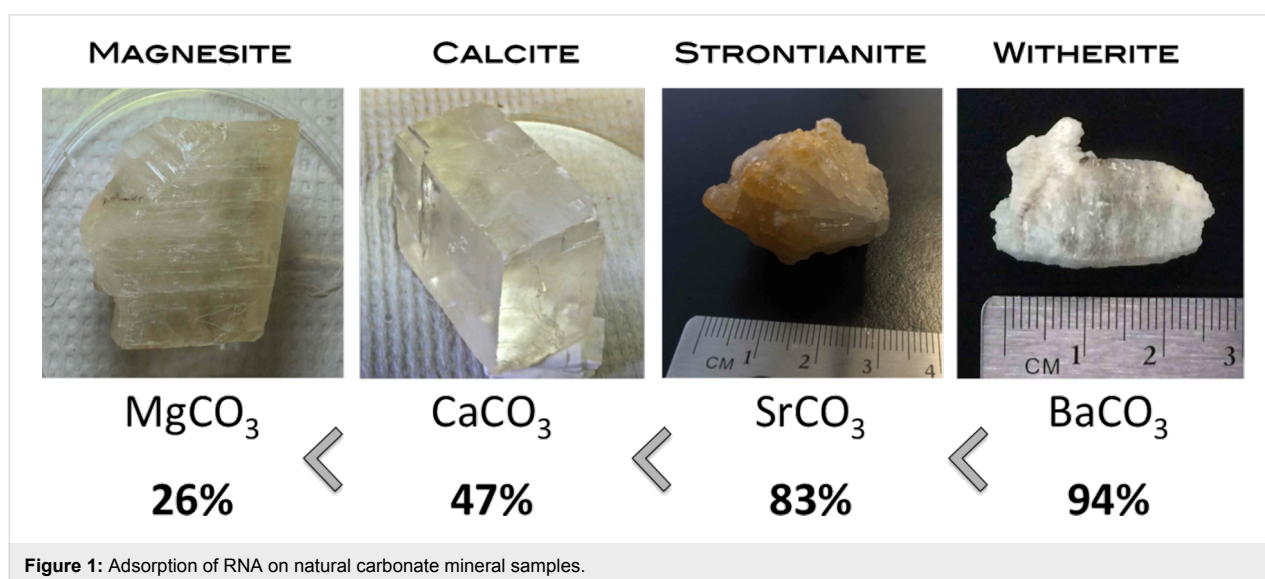 MAGNESITE CALCITE STRONTIANITE WITHERITE
CM 1 2 3 4
CM 1 2 3
MgCO₃ < CaCO₃ < SrCO₃ < BaCO₃
26% 47% 83% 94%
Figure 1: Adsorption of RNA on natural carbonate mineral samples.